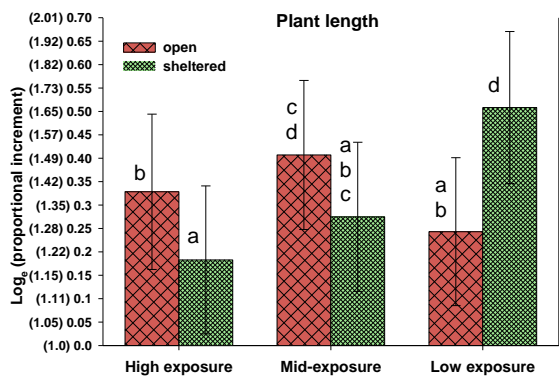 Plant length
(2.01) 0.70
(1.92) 0.65
(1.82) 0.60
(1.73) 0.55
(1.65) 0.50
(1.57) 0.45
(1.49) 0.40
(1.42) 0.35
(1.35) 0.3
(1.28) 0.25
(1.22) 0.2
(1.15) 0.15
(1.11) 0.1
(1.05) 0.05
(1.0) 0.0
Logₑ (proportional increment)
open
sheltered
b
a
c
d
a
b
c
a
b
d
High exposure
Mid-exposure
Low exposure